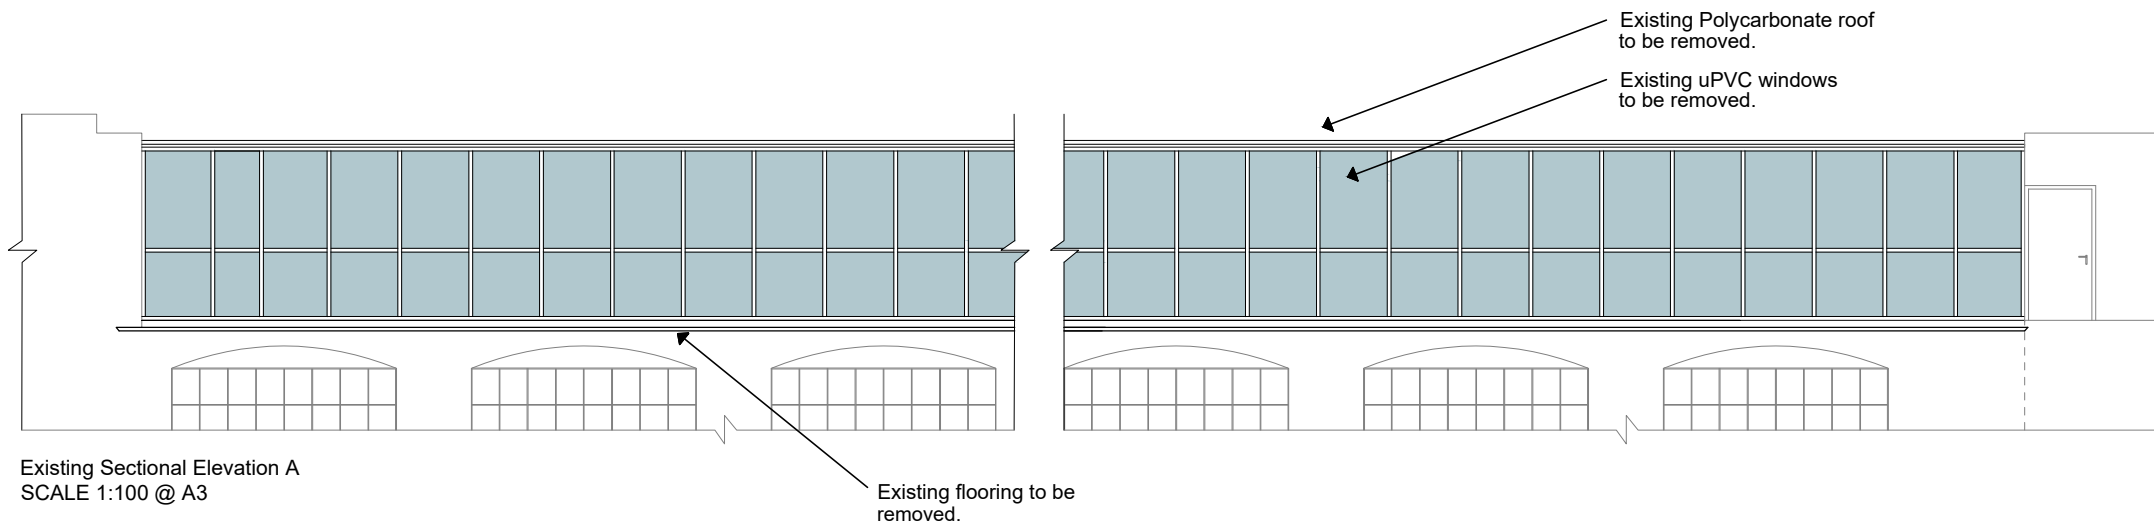 Existing Polycarbonate roof
to be removed.
Existing uPVC windows
to be removed.
Existing Sectional Elevation A
SCALE 1:100 @ A3
Existing flooring to be
removed.